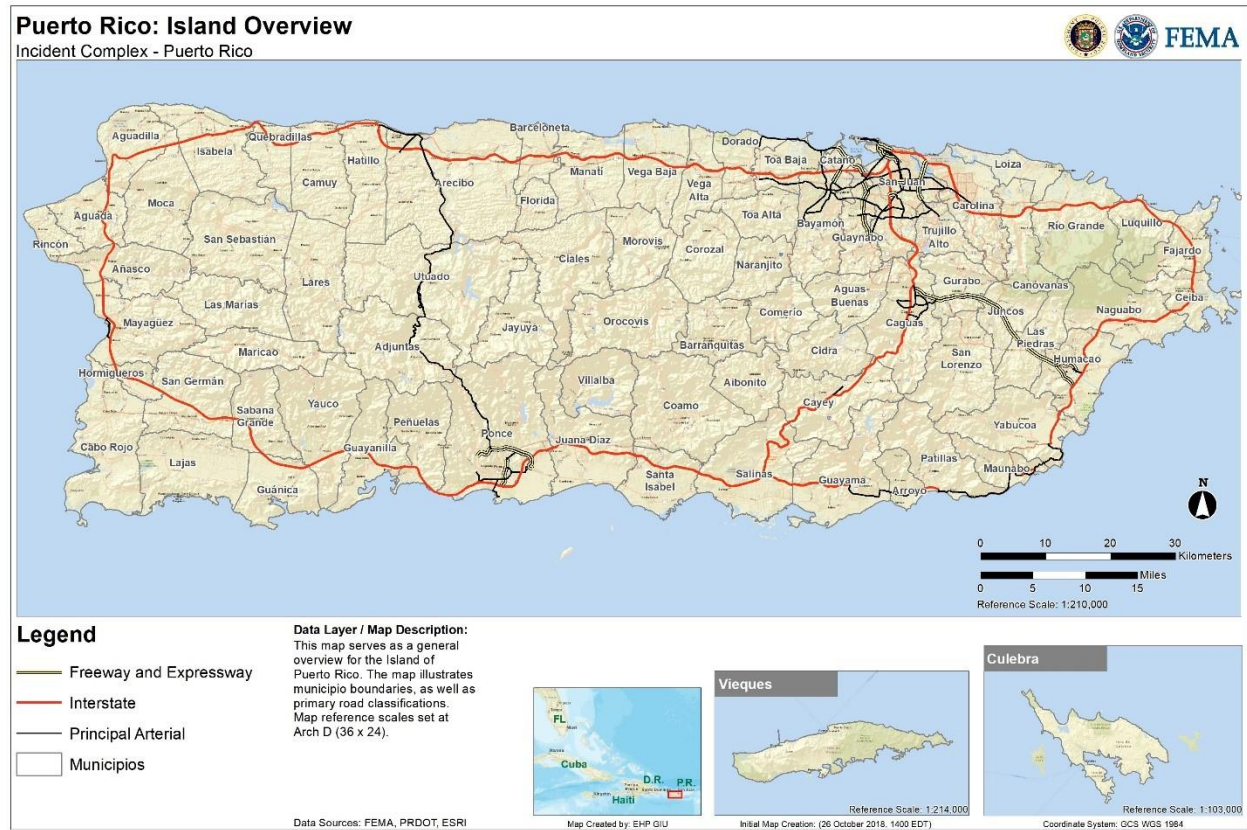 Puerto Rico: Island Overview
Incident Complex - Puerto Rico
FEMA
Aguadilla
Isabela
Quebradillas
Hatillo
Camuy
Barceloneta
Arecibo
Manatí
Florida
Vega Baja
Vega
Alta
Dorado
Toa Baja
Cataño
San Juan
Loiza
Carolina
Toa Alta
Bayamón
Guaynabo
Trujillo
Alto
Río Grande
Luquillo
Fajardo
Ceiba
Moca
Aguada
Rincón
Añasco
San Sebastián
Lares
Utuado
Ciales
Morovis
Corozal
Naranjito
Aguas
Buenas
Gurabo
Canóvanas
Naguabo
Las Marias
Mayagüez
Maricao
Adjuntas
Jayuya
Orocovis
Barranquitas
Comerio
Caguas
Juncos
Las
Piedras
Humacao
Hormigueros
San Germán
Sabana
Grande
Yauco
Peñuelas
Villalba
Coamo
Aibonito
Cidra
Cayey
San
Lorenzo
Yabucoa
Cabo Rojo
Lajas
Guánica
Guayanilla
Ponce
Juana Díaz
Santa
Isabel
Salinas
Guayama
Arroyo
Patillas
Maunabo
N
0 10 20 30
Kilometers
Miles
0 5 10 15
Reference Scale: 1:210,000
Legend
Freeway and Expressway
Interstate
Principal Arterial
Municipios
Data Layer / Map Description:
This map serves as a general
overview for the Island of
Puerto Rico. The map illustrates
municipio boundaries, as well as
primary road classifications.
Map reference scales set at
Arch D (36 x 24).
Data Sources: FEMA, PRDOT, ESRI
FL
Cuba
Haiti
D.R.
P.R.
Map Created by: EHP GIU
Vieques
Reference Scale: 1:214,000
Initial Map Creation: (26 October 2018, 1400 EDT)
Culebra
Reference Scale: 1:103,000
Coordinate System: GCS WGS 1984